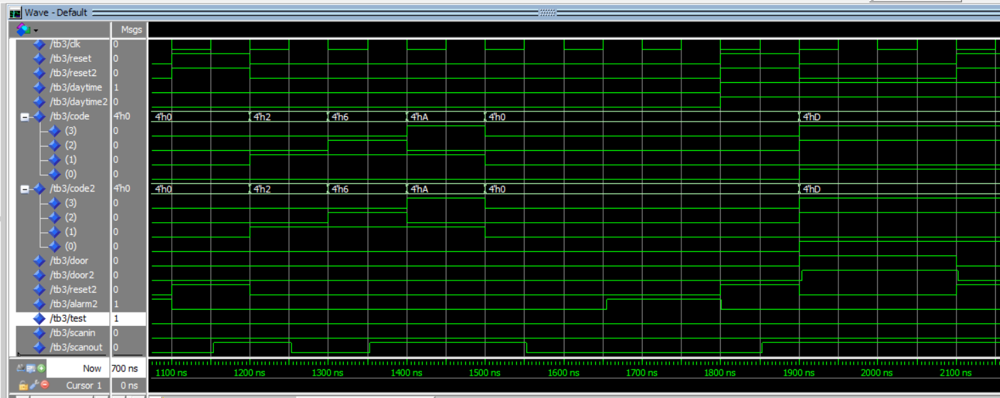 Wave - Default
Msgs
/tb3/clk 0
/tb3/reset 0
/tb3/reset2 0
/tb3/daytime 1
/tb3/daytime2 0
/tb3/code 4'h0 4'h0 4'h2 4'h6 4'hA 4'h0 4'hD
(3) 0
(2) 0
(1) 0
(0) 0
/tb3/code2 4'h0 4'h0 4'h2 4'h6 4'hA 4'h0 4'hD
(3) 0
(2) 0
(1) 0
(0) 0
/tb3/door 0
/tb3/door2 0
/tb3/reset2 0
/tb3/alarm2 1
/tb3/test 1
/tb3/scanin 0
/tb3/scanout 0
Now 700 ns 1100 ns 1200 ns 1300 ns 1400 ns 1500 ns 1600 ns 1700 ns 1800 ns 1900 ns 2000 ns 2100 ns
Cursor 1 0 ns